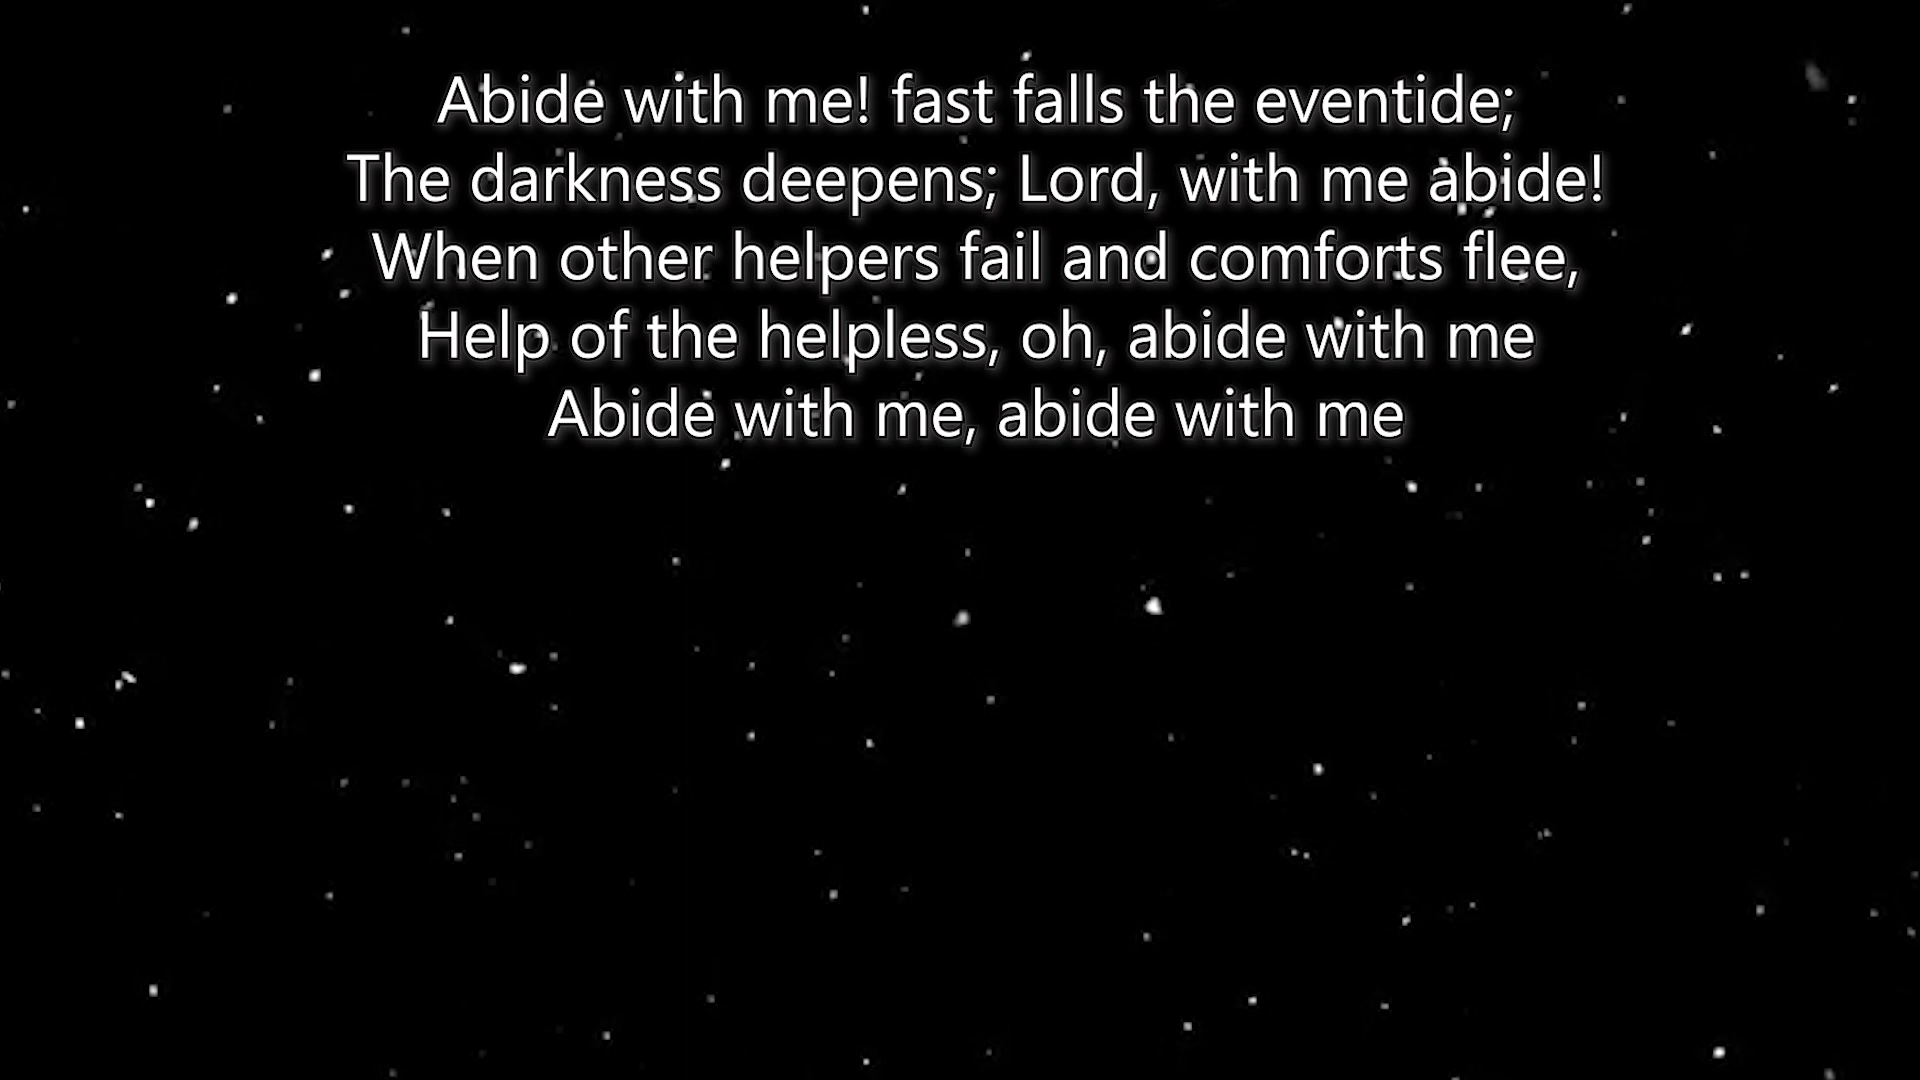 Abide with me! fast falls the eventide;
The darkness deepens; Lord, with me abide!
When other helpers fail and comforts flee,
Help of the helpless, oh, abide with me
Abide with me, abide with me